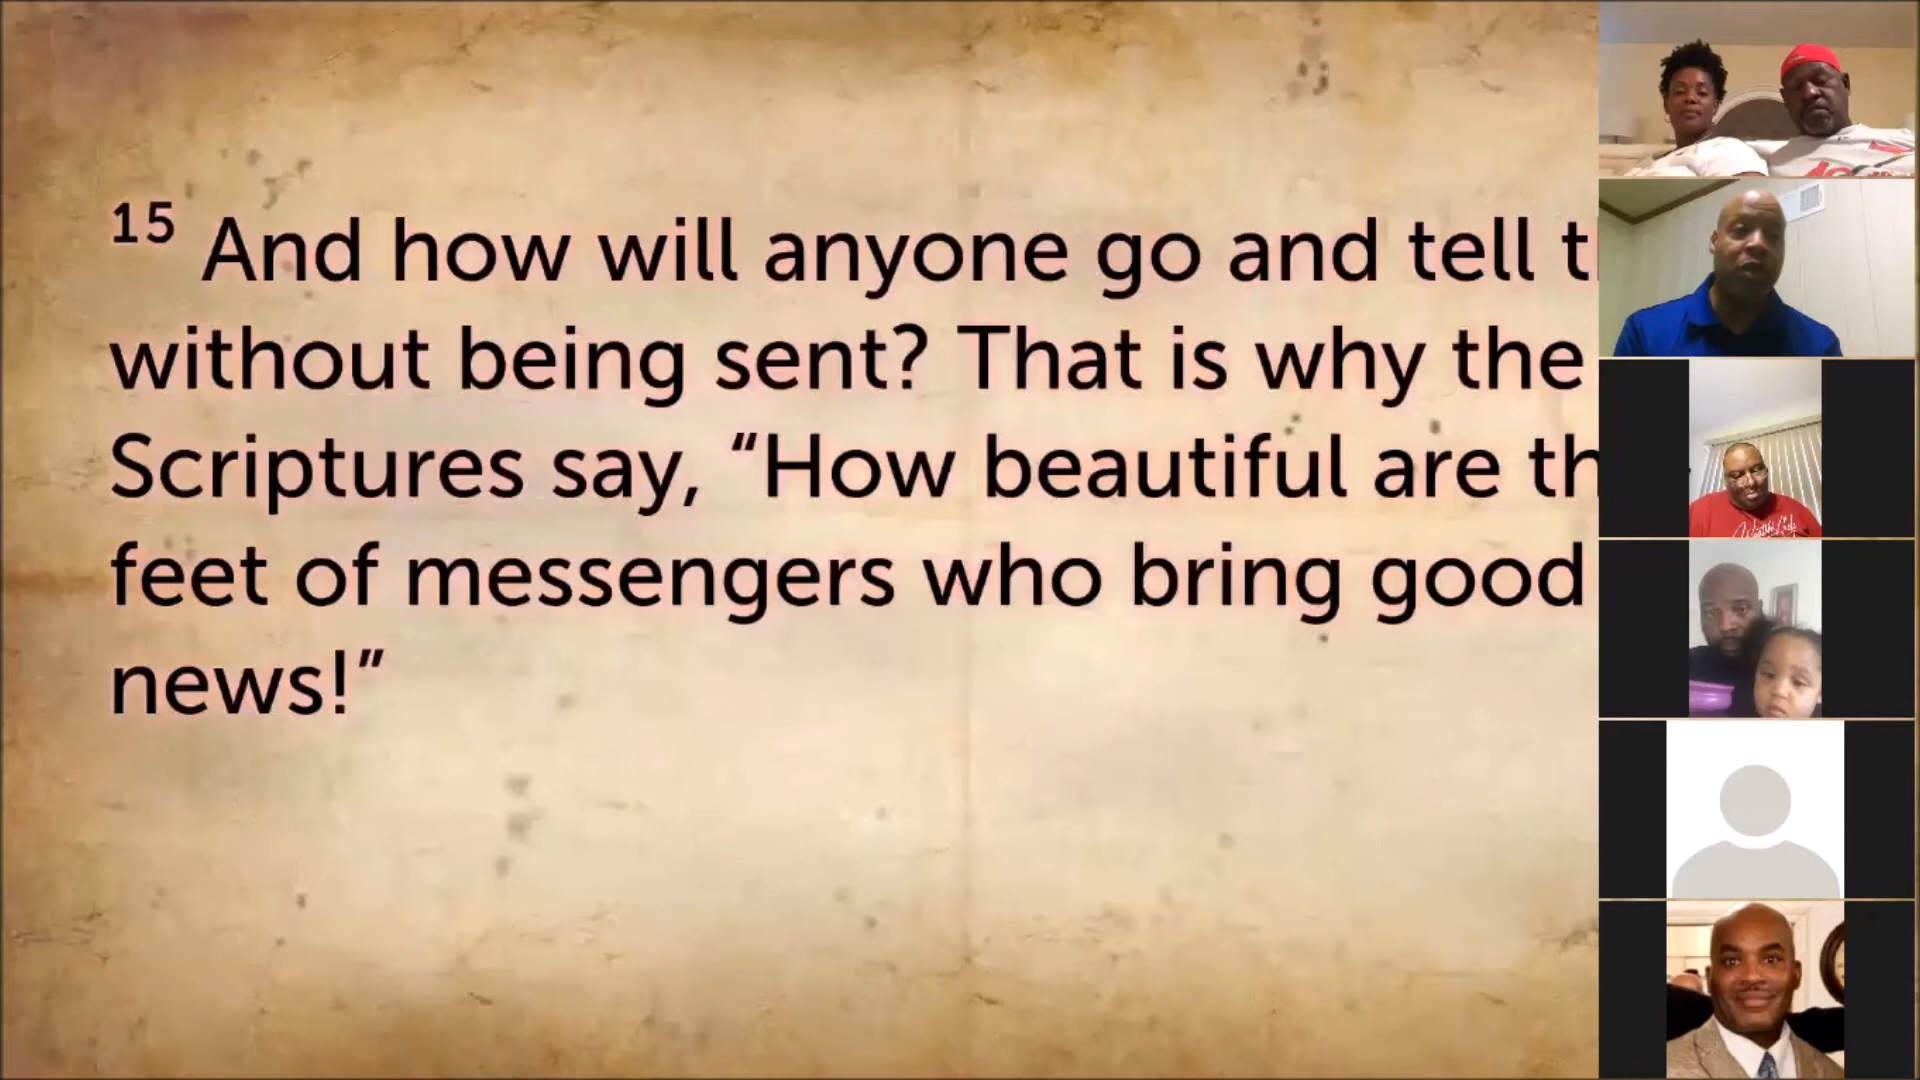 15 And how will anyone go and tell
without being sent? That is why the
Scriptures say, “How beautiful are
feet of messengers who bring good
news!”